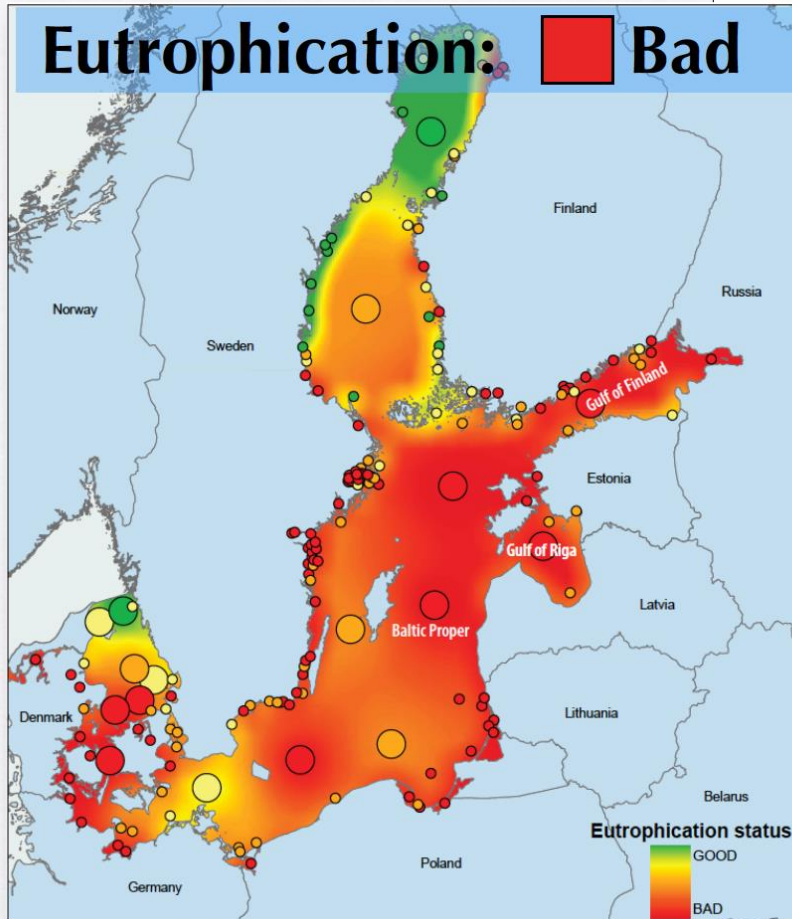 Eutrophication: Bad
Finland
Norway
Russia
Sweden
Gulf of Finland
Estonia
Gulf of Riga
Latvia
Baltic Proper
Denmark
Lithuania
Belarus
Eutrophication status
GOOD
Poland
Germany
BAD